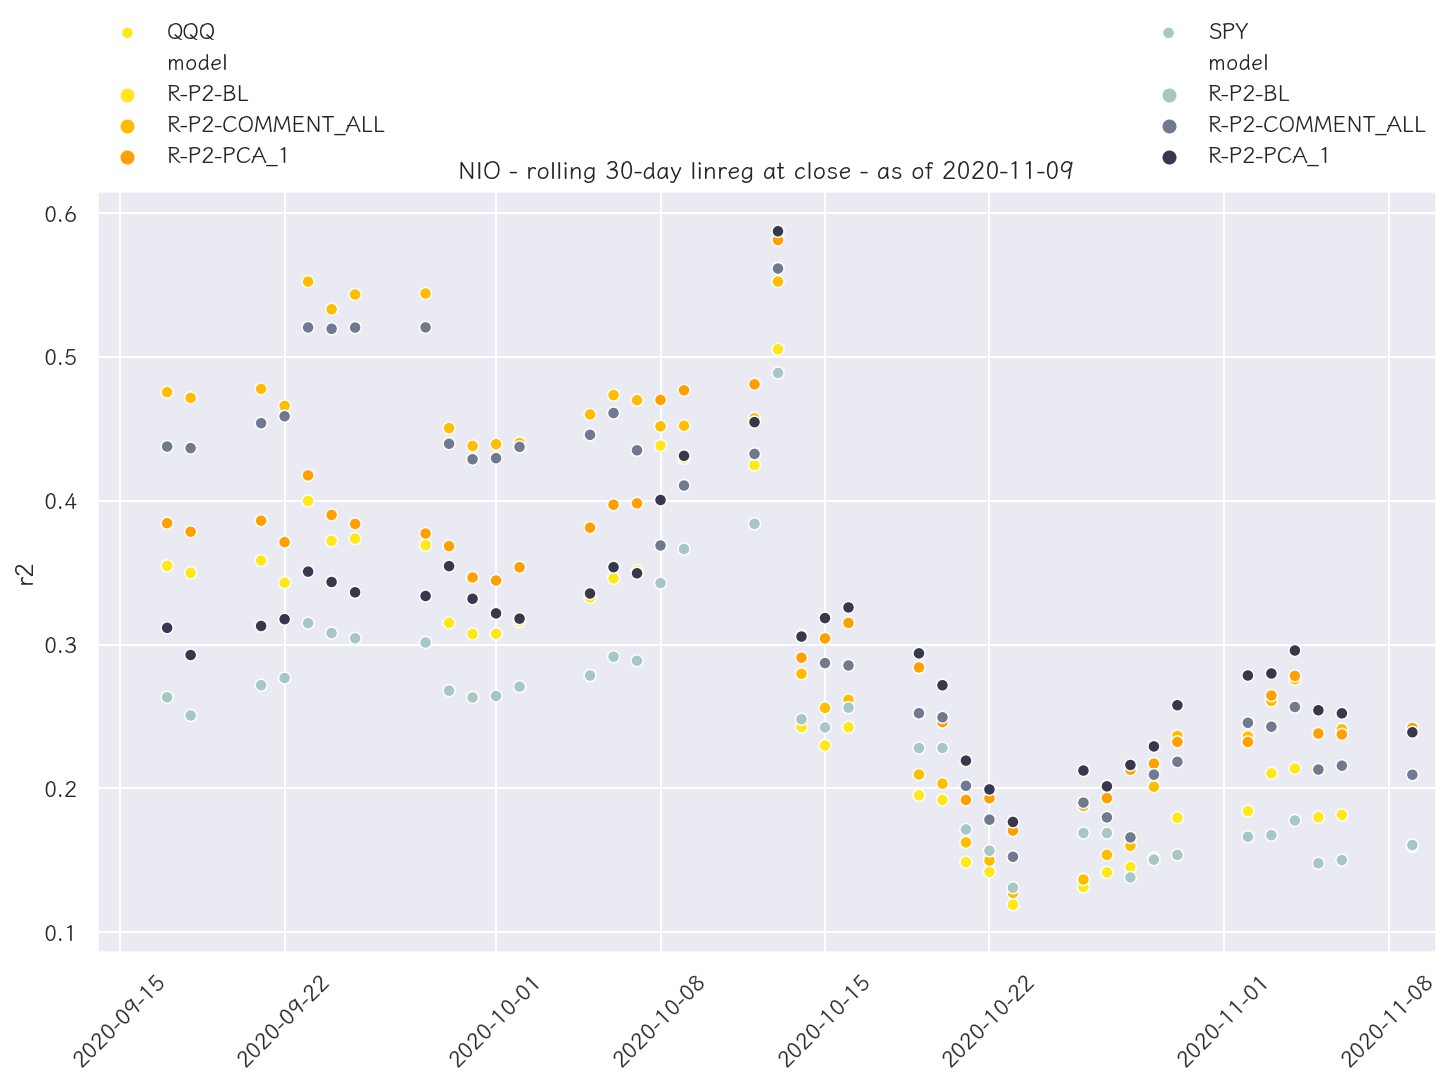 QQQ
model
R-P2-BL
R-P2-COMMENT_ALL
R-P2-PCA_1
SPY
model
R-P2-BL
R-P2-COMMENT_ALL
R-P2-PCA_1
NIO - rolling 30-day linreg at close - as of 2020-11-09
r2
0.6
0.5
0.4
0.3
0.2
0.1
2020-09-15
2020-09-22
2020-10-01
2020-10-08
2020-10-15
2020-10-22
2020-11-01
2020-11-08